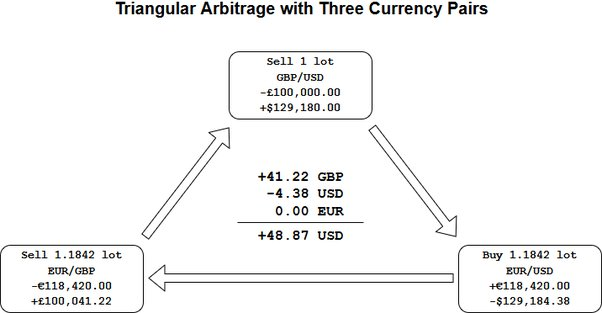 Triangular Arbitrage with Three Currency Pairs
Sell 1 lot
GBP/USD
-£100,000.00
+$129,180.00
+41.22 GBP
-4.38 USD
0.00 EUR
+48.87 USD
Sell 1.1842 lot
EUR/GBP
-€118,420.00
+£100,041.22
Buy 1.1842 lot
EUR/USD
+€118,420.00
-$129,184.38